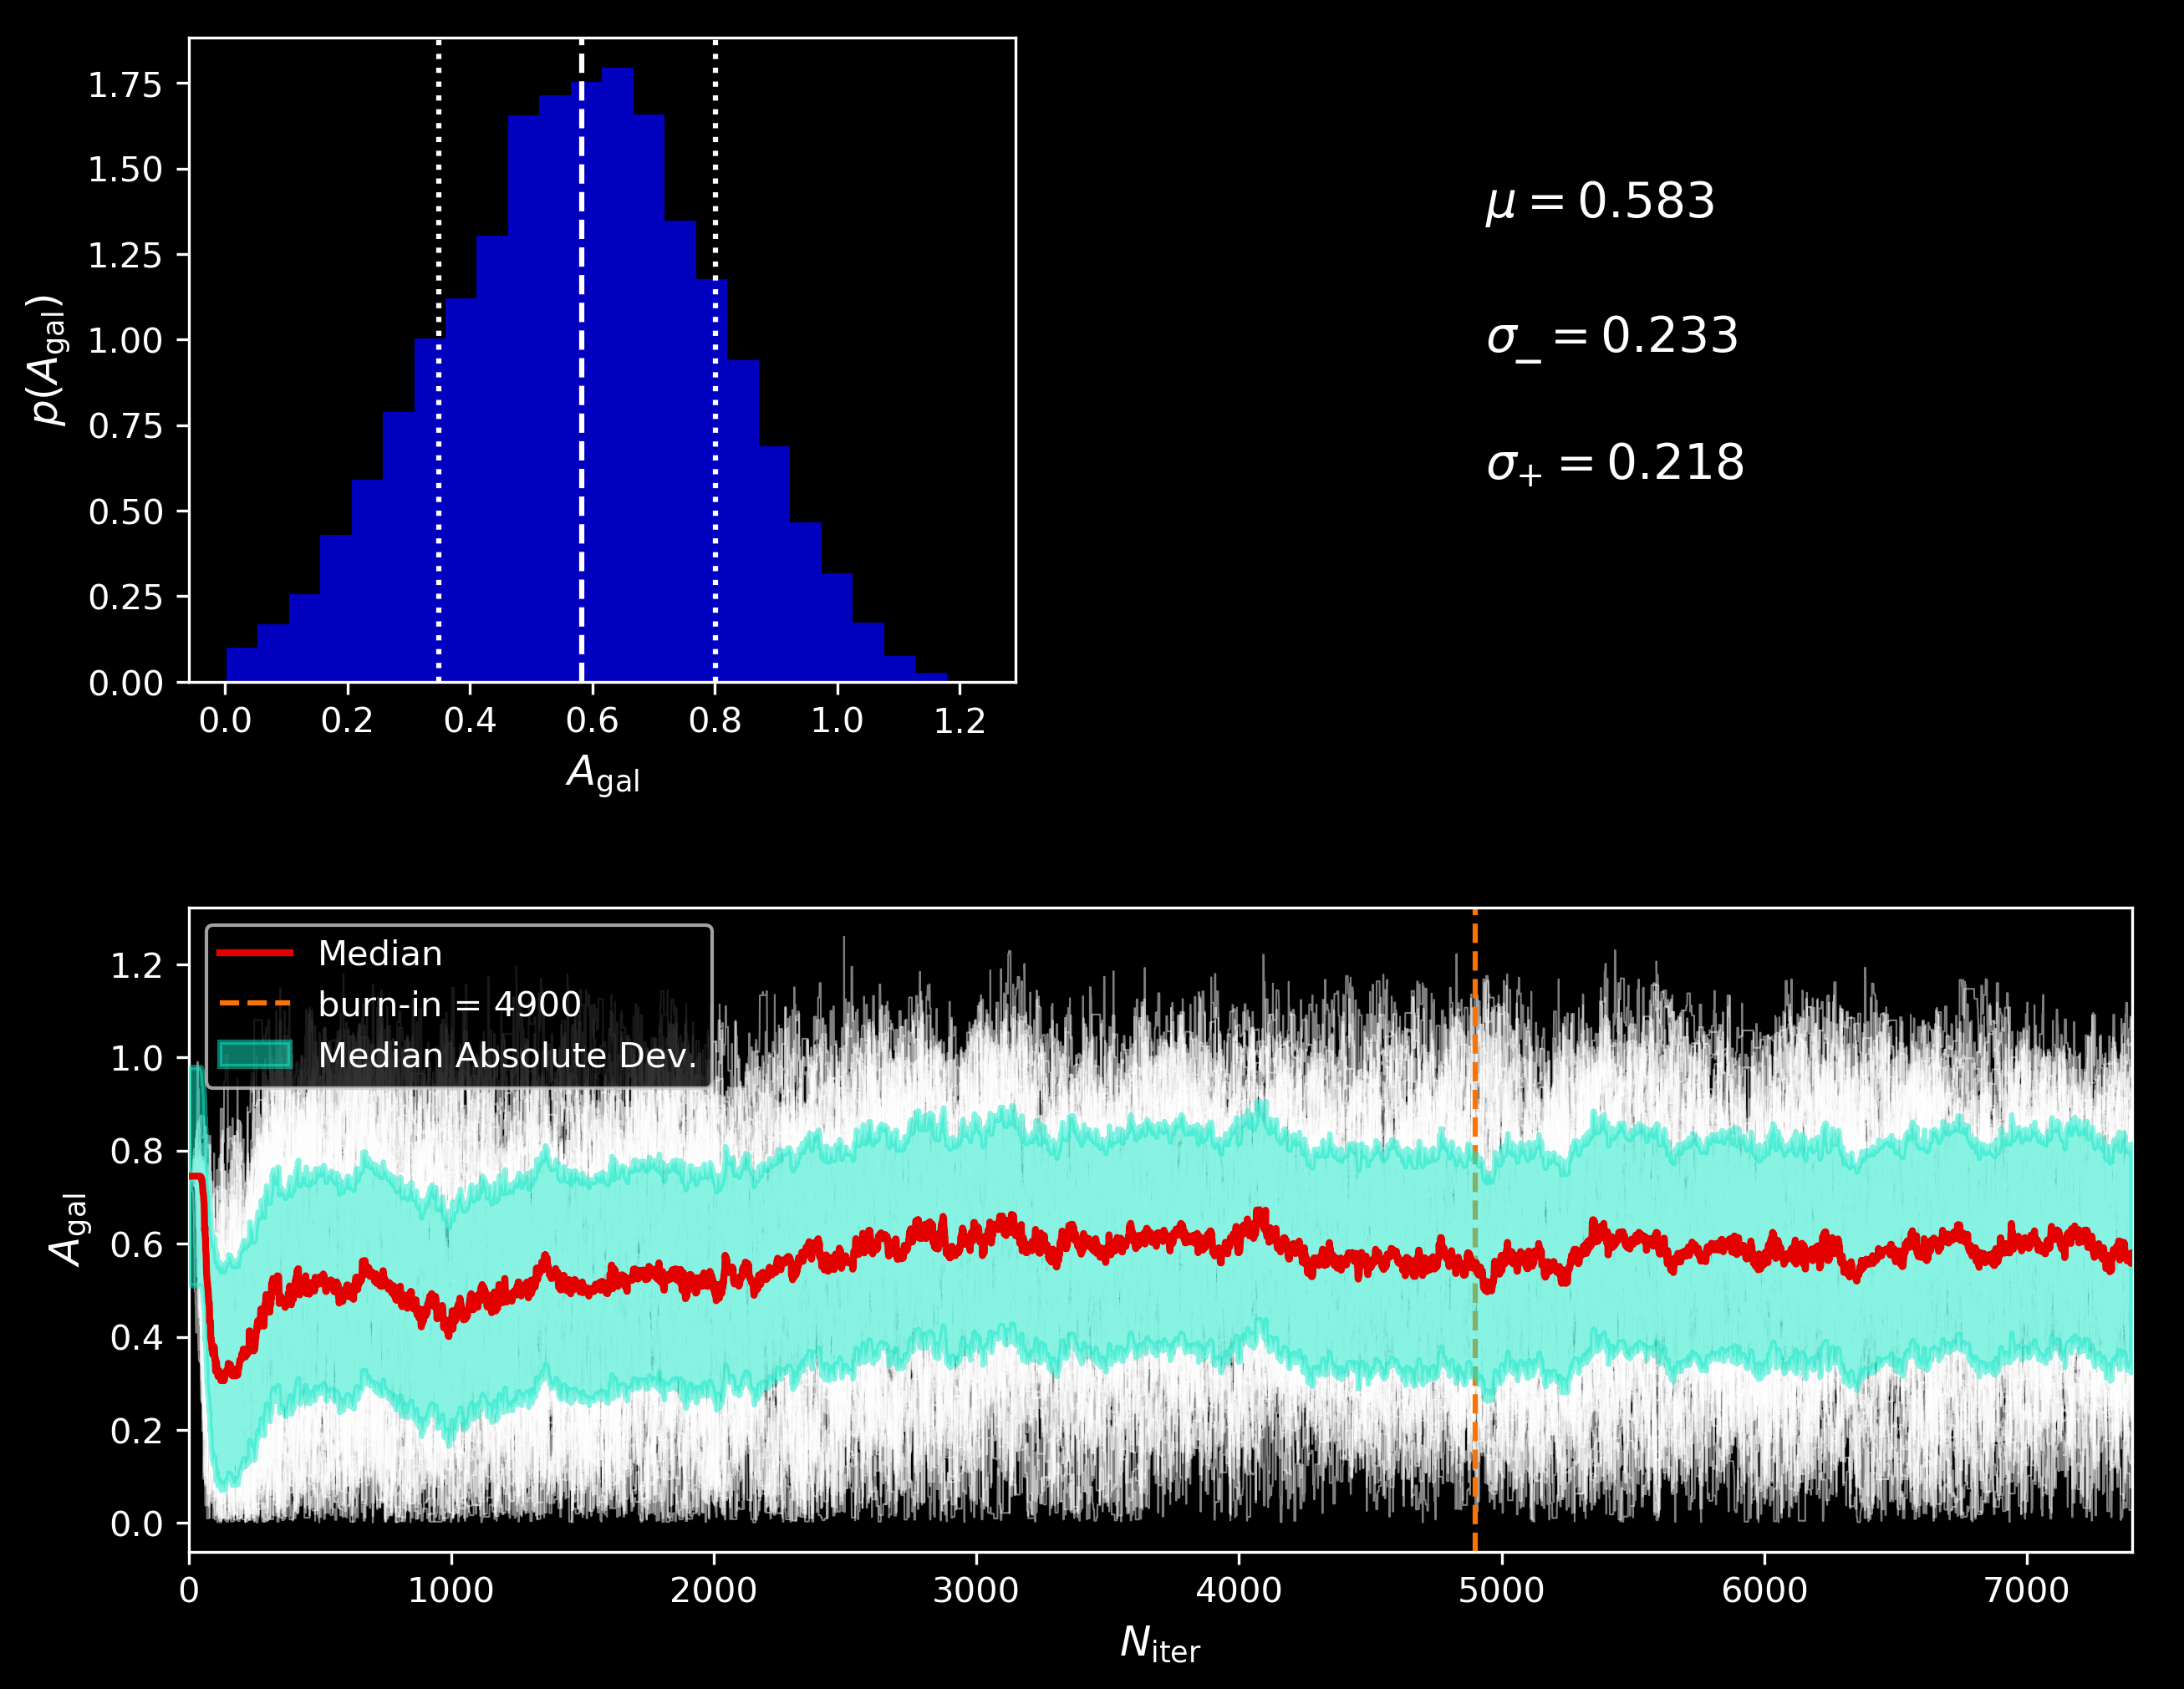 1.75
1.50
1.25
1.00
0.75
0.50
0.25
0.00
p(A_gal)
0.0 0.2 0.4 0.6 0.8 1.0 1.2
A_gal
μ = 0.583
σ_− = 0.233
σ_+ = 0.218
Median
burn-in = 4900
Median Absolute Dev.
1.2
1.0
0.8
0.6
0.4
0.2
0.0
A_gal
0 1000 2000 3000 4000 5000 6000 7000
N_iter